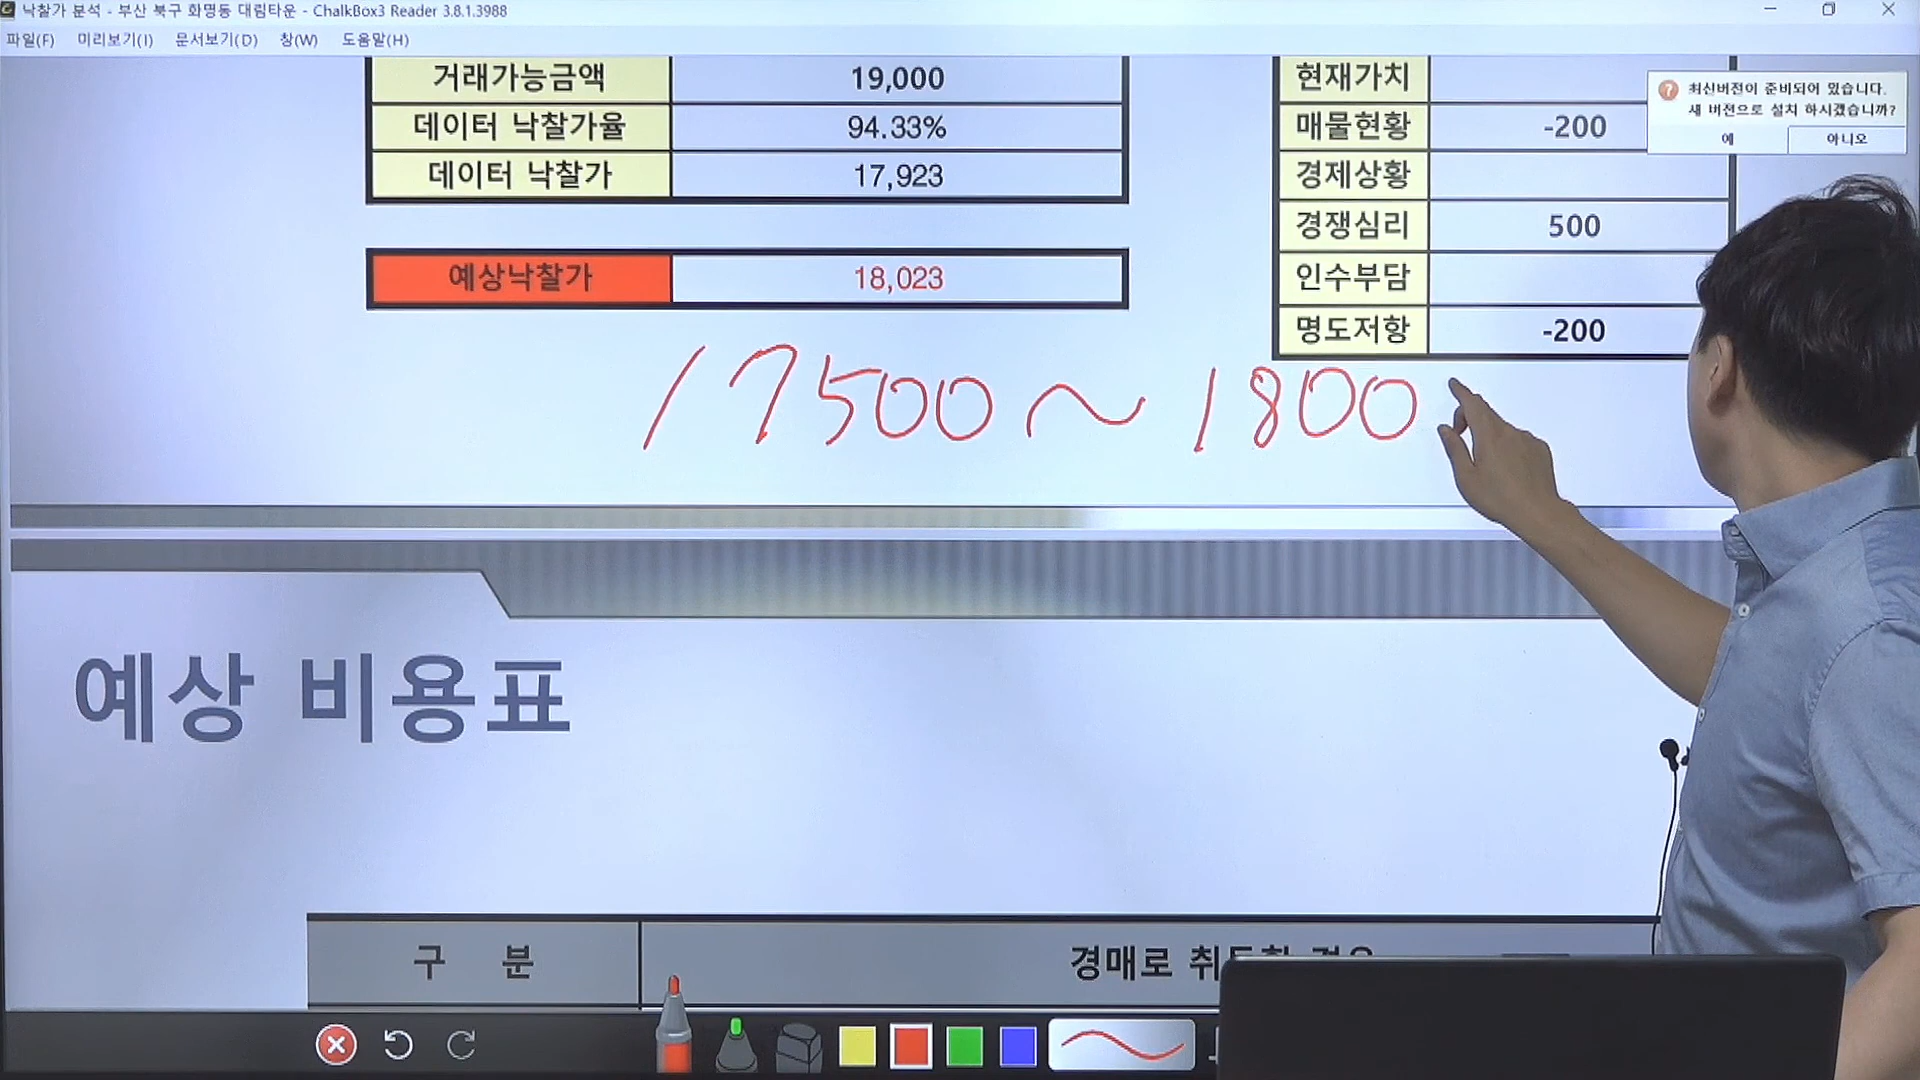 낙찰가 분석 - 부산 북구 화명동 대림타운 - ChalkBox3 Reader 3.8.1.3988
파일(F) 미리보기(I) 문서보기(D) 창(W) 도움말(H)
최신버전이 준비되어 있습니다.
새 버전으로 설치 하시겠습니까?
예 아니오
거래가능금액 19,000
데이터 낙찰가율 94.33%
데이터 낙찰가 17,923
예상낙찰가 18,023
현재가치
매물현황 -200
경제상황
경쟁심리 500
인수부담
명도저항 -200
17500~1800
예상 비용표
구 분 경매로